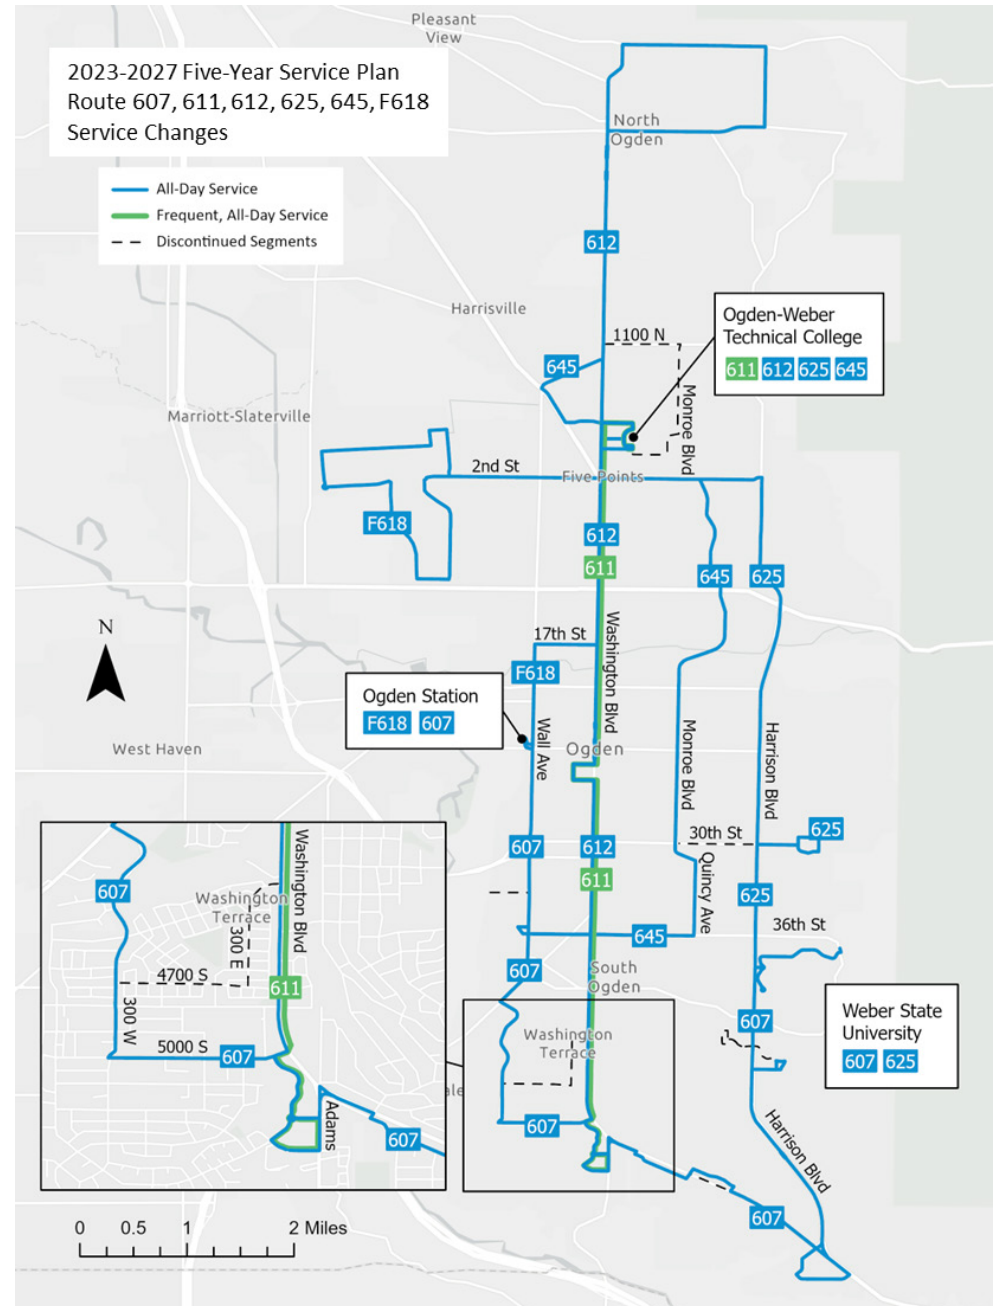 Pleasant
View
2023-2027 Five-Year Service Plan
Route 607, 611, 612, 625, 645, F618
Service Changes
All-Day Service
Frequent, All-Day Service
Discontinued Segments
North
Ogden
612
Harrisville
Ogden-Weber
Technical College
611 612 625 645
1100 N
645
Monroe Blvd
Marriott-Slaterville
2nd St
Five Points
F618
612
611
645
625
N
17th St
Washington Blvd
F618
Ogden Station
F618 607
Wall Ave
Ogden
West Haven
Monroe Blvd
Harrison Blvd
607
612
30th St
625
611
Quincy Ave
625
36th St
645
607
South
Ogden
Weber State
University
607 625
607
Washington
Terrace
607
Harrison Blvd
607
Washington Blvd
607
Washington
Terrace
300 E
4700 S
611
300 W
5000 S
607
Adams
607
ale
0 0.5 1 2 Miles